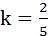 k = 2/5